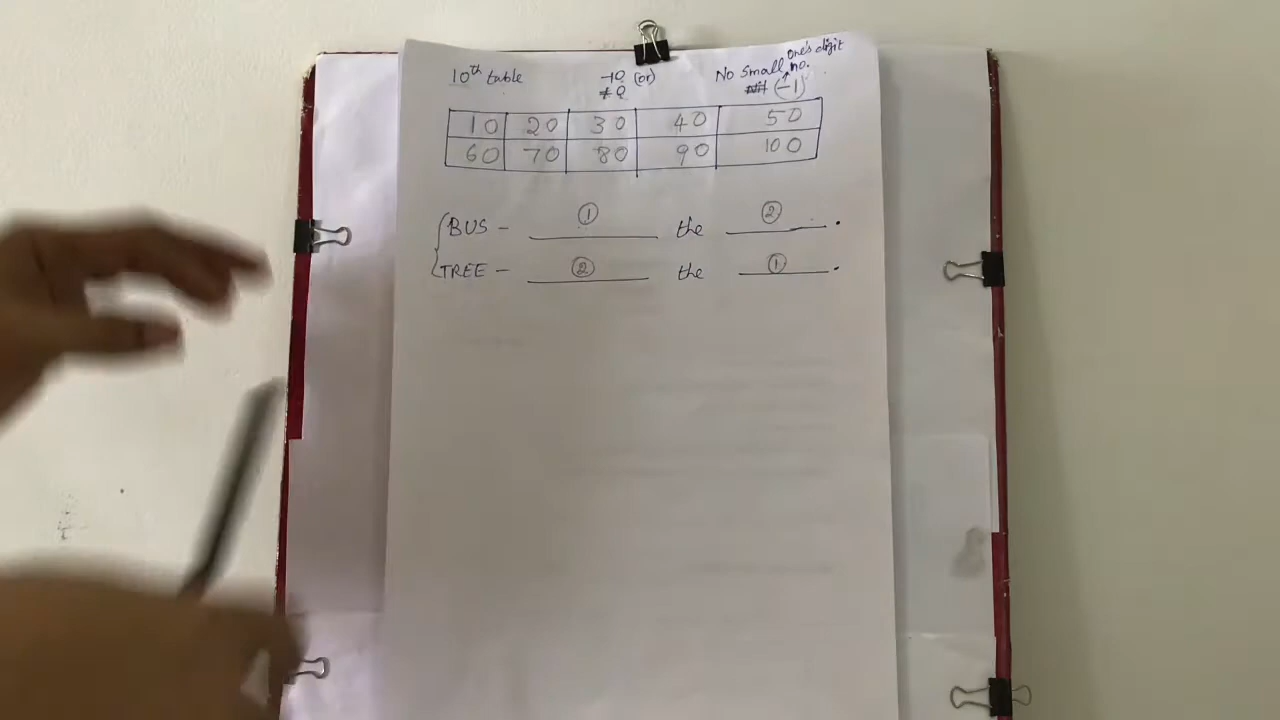 one's digit
10th table -10 (or) No small no.
≠ 0 (-1)
10 20 30 40 50
60 70 80 90 100
BUS - ① the ② .
TREE - ② the ① .